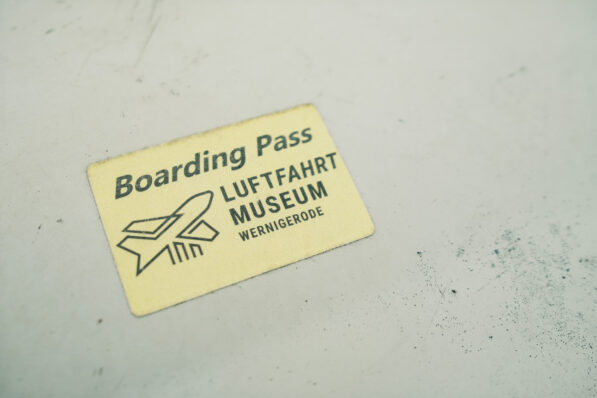 Boarding Pass
LUFTFAHRT
MUSEUM
WERNIGERODE